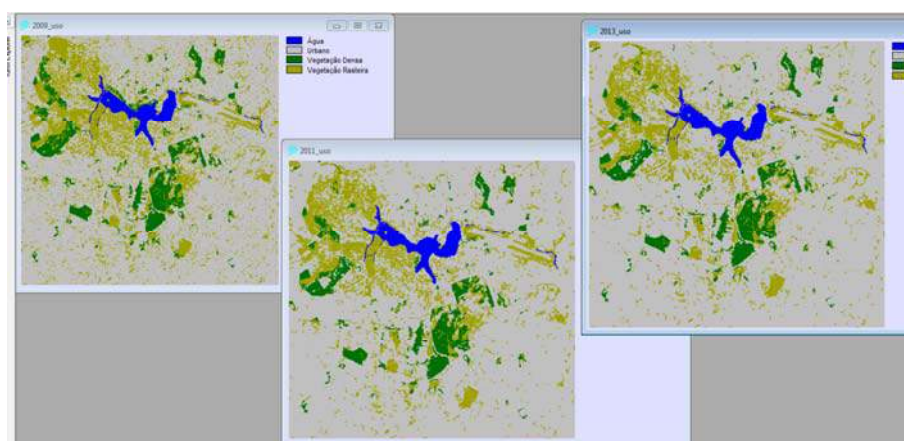 2009_uso
Água
Urbano
Vegetação Densa
Vegetação Rasteira
2011_uso
2013_uso